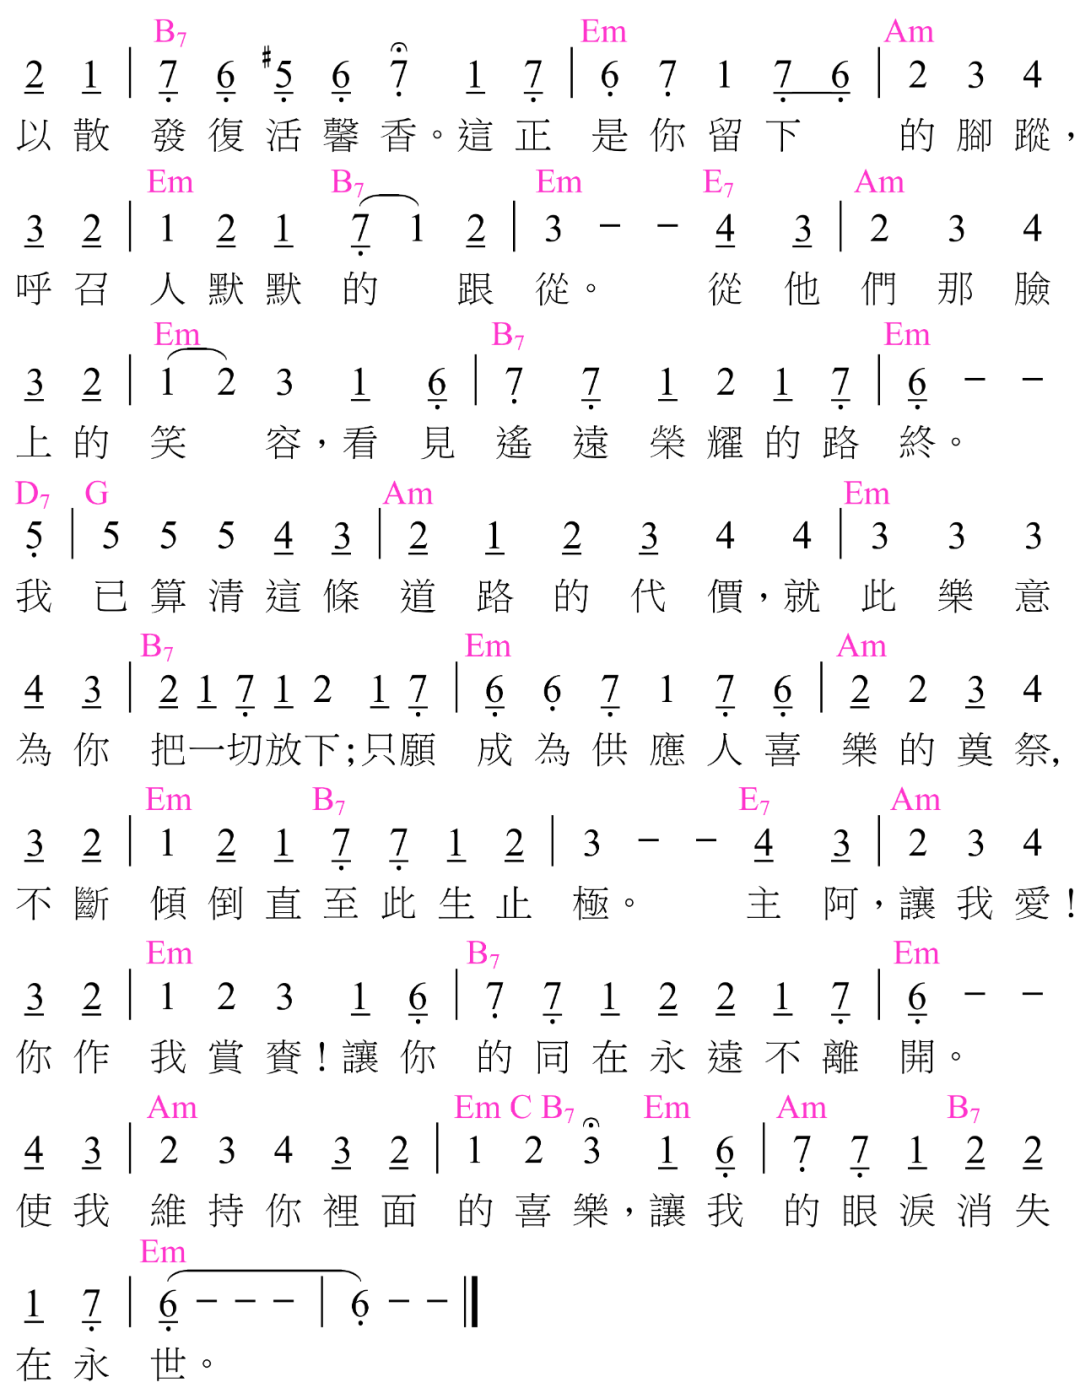 B7 Em Am
2 1 | 7 6 #5 6 7 1 7 | 6 7 1 7 6 | 2 3 4
以散 發復活馨香。這正 是你留下 的腳蹤，
Em B7 Em E7 Am
3 2 | 1 2 1 7 1 2 | 3 – – 4 3 | 2 3 4
呼召 人默默的 跟 從。 從他 們那臉
Em B7 Em
3 2 | 1 2 3 1 6 | 7 7 1 2 1 7 | 6 – –
上的 笑 容，看見 遙遠榮耀的路 終。
D7 G Am Em
5 | 5 5 5 4 3 | 2 1 2 3 4 4 | 3 3 3
我 已算清這條 道路的代價，就 此樂意
B7 Em Am
4 3 | 2 1 7 1 2 1 7 | 6 6 7 1 7 6 | 2 2 3 4
為你 把一切放下；只願 成為供應人喜 樂的奠祭,
Em B7 E7 Am
3 2 | 1 2 1 7 7 1 2 | 3 – – 4 3 | 2 3 4
不斷 傾倒直至此生止 極。 主阿，讓我愛！
Em B7 Em
3 2 | 1 2 3 1 6 | 7 7 1 2 2 1 7 | 6 – –
你作 我賞賚！讓你 的同在永遠不離 開。
Am Em C B7 Em Am B7
4 3 | 2 3 4 3 2 | 1 2 3 1 6 | 7 7 1 2 2
使我 維持你裡面 的喜樂，讓我 的眼淚消失
Em
1 7 | 6 – – – | 6 – – ‖
在永 世。